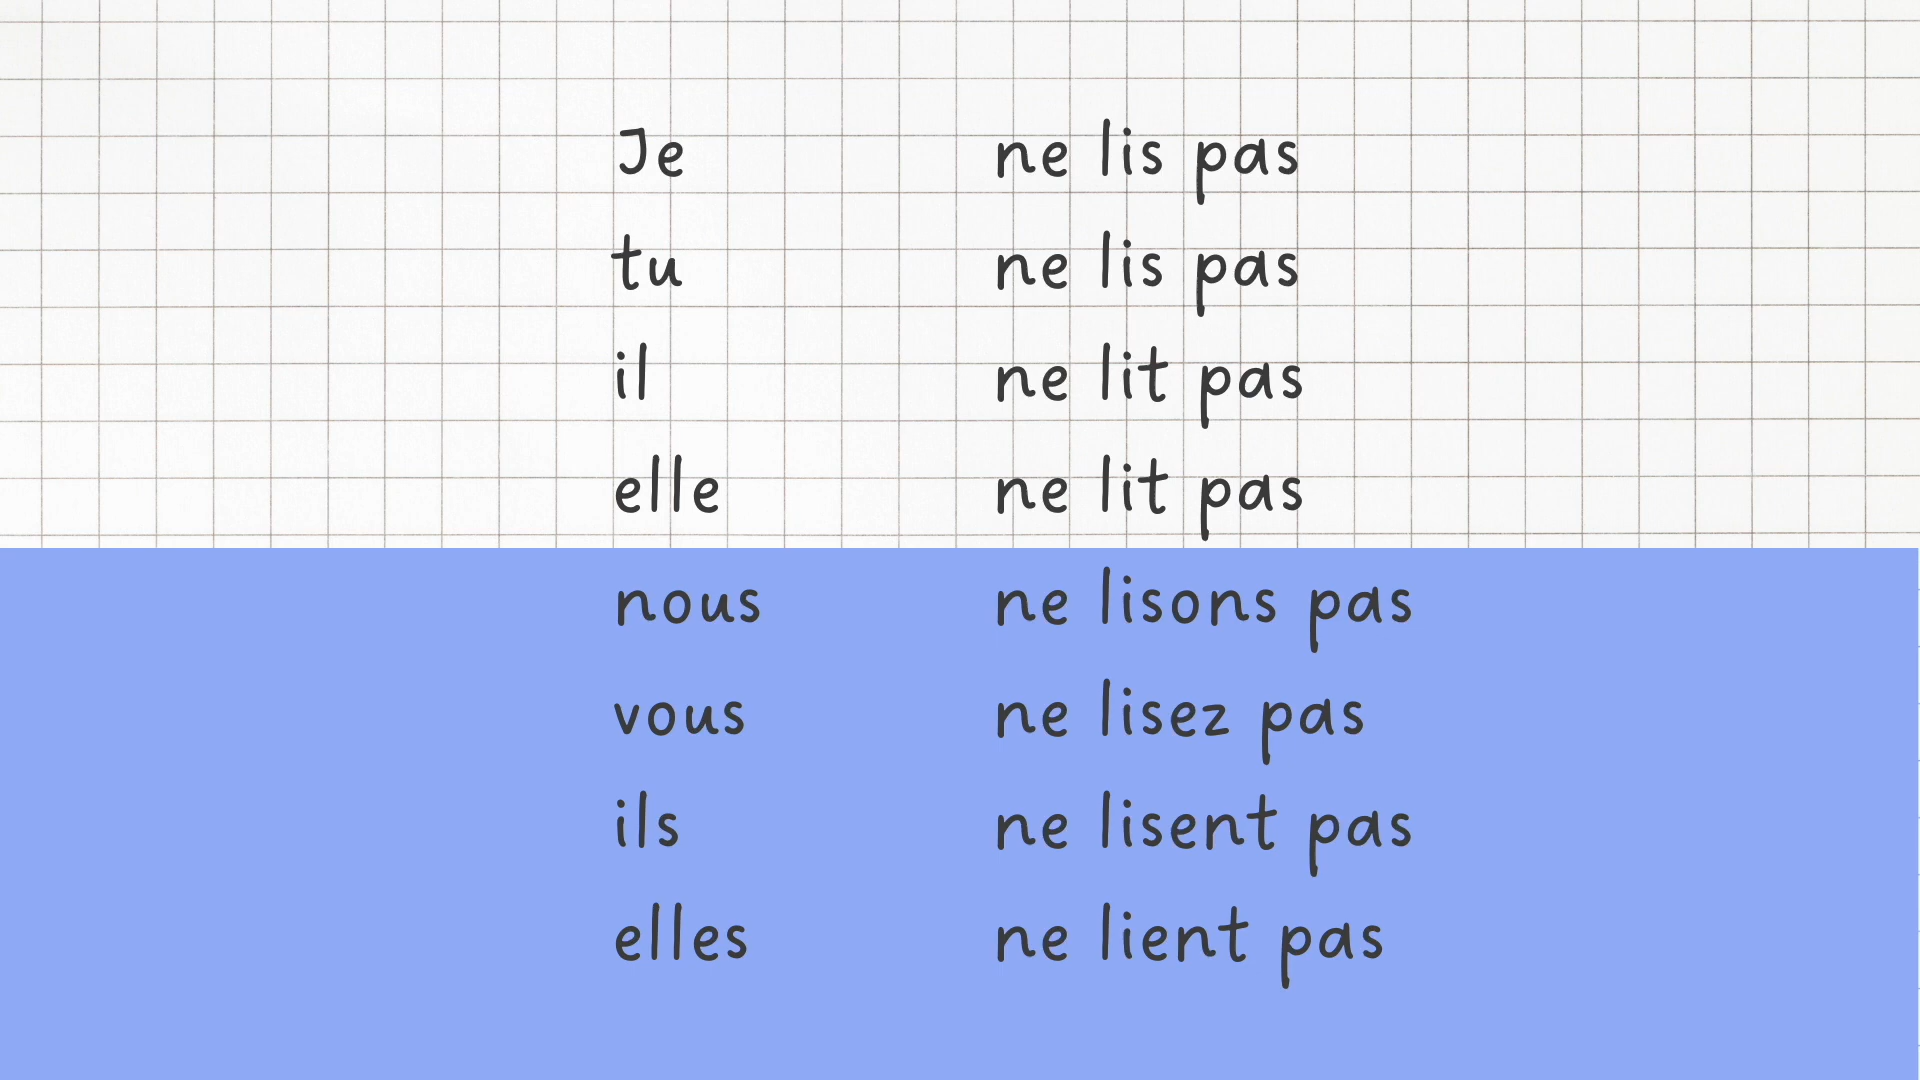 Je ne lis pas
tu ne lis pas
il ne lit pas
elle ne lit pas
nous ne lisons pas
vous ne lisez pas
ils ne lisent pas
elles ne lient pas